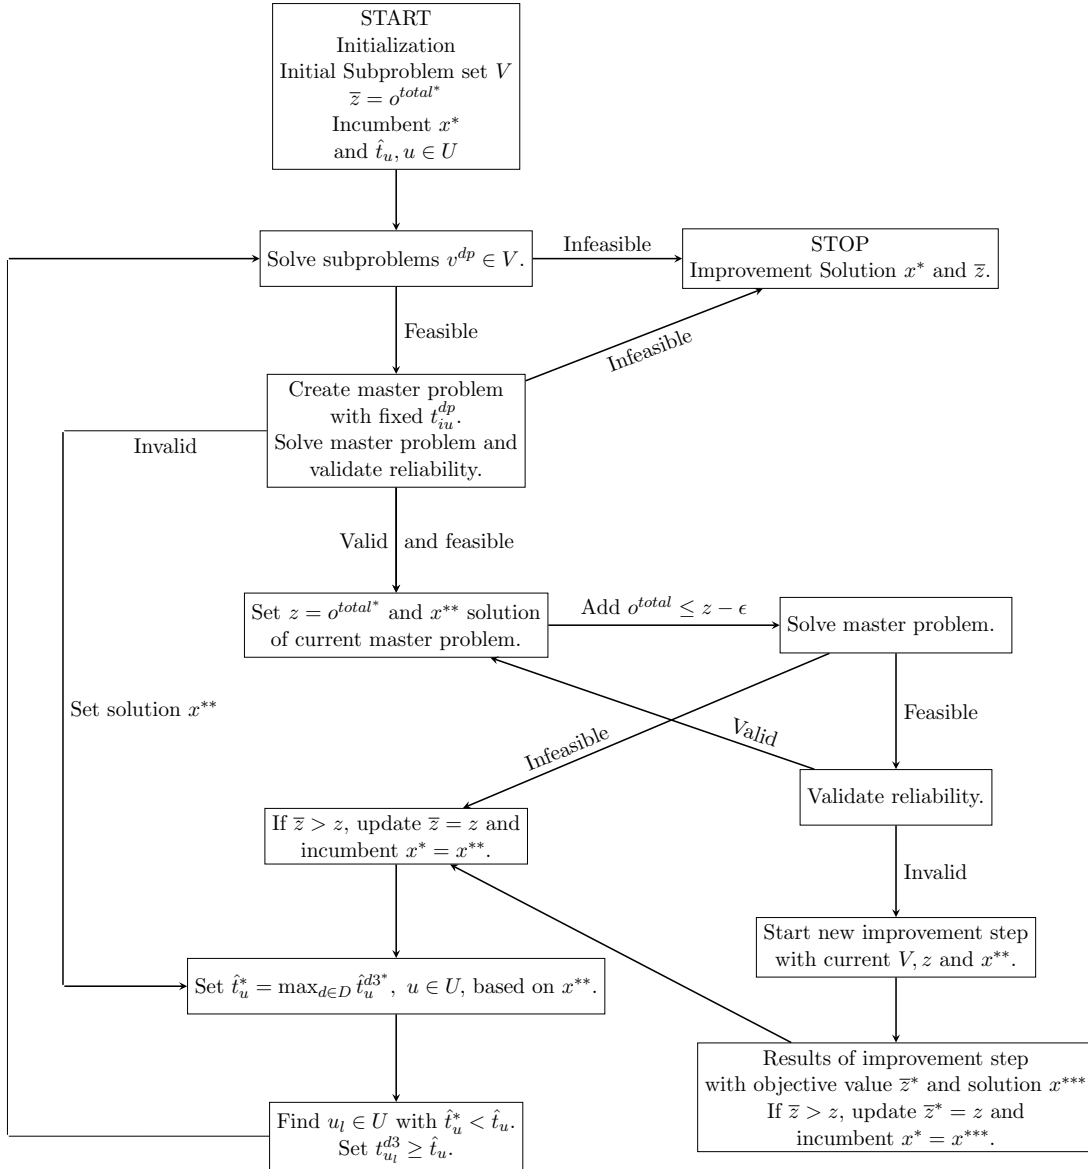 START
Initialization
Initial Subproblem set V
z̅ = o^{total*}
Incumbent x*
and t̂_u, u ∈ U
Solve subproblems v^{dp} ∈ V.
Infeasible
STOP
Improvement Solution x* and z̅.
Feasible
Infeasible
Create master problem
with fixed t_{iu}^{dp}.
Solve master problem and
validate reliability.
Invalid
Valid and feasible
Set z = o^{total*} and x** solution
of current master problem.
Add o^{total} ≤ z − ϵ
Solve master problem.
Set solution x**
Feasible
Valid
Infeasible
Validate reliability.
If z̅ > z, update z̅ = z and
incumbent x* = x**.
Invalid
Start new improvement step
with current V, z and x**.
Set t̂_u^* = max_{d∈D} t̂_u^{d3*}, u ∈ U, based on x**.
Results of improvement step
with objective value z̅* and solution x***
If z̅ > z, update z̅* = z and
incumbent x* = x***.
Find u_l ∈ U with t̂_u^* < t̂_u.
Set t_{u_l}^{d3} ≥ t̂_u.